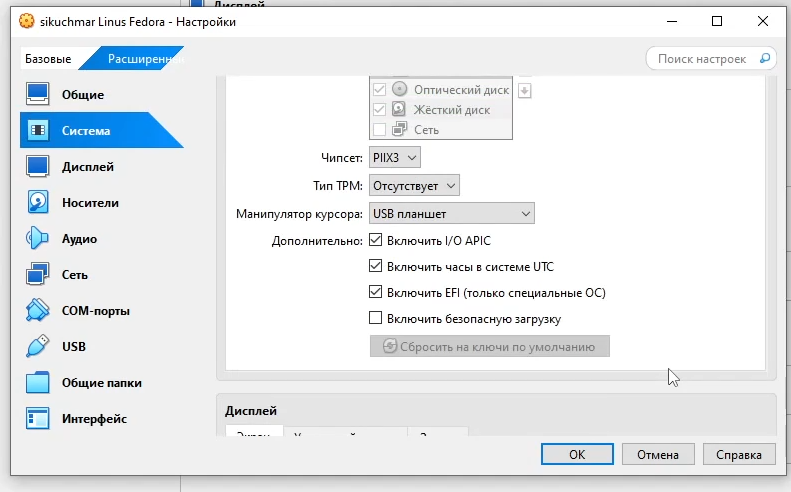 Дисплей
sikuchmar Linus Fedora - Настройки
Базовые
Расширенн
Поиск настроек
Общие
Система
Дисплей
Носители
Аудио
Сеть
COM-порты
USB
Общие папки
Интерфейс
Оптический диск
Жёсткий диск
Сеть
Чипсет: PIIX3
Тип TPM: Отсутствует
Манипулятор курсора: USB планшет
Дополнительно: Включить I/O APIC
Включить часы в системе UTC
Включить EFI (только специальные ОС)
Включить безопасную загрузку
Сбросить на ключи по умолчанию
Дисплей
Экран
OK
Отмена
Справка